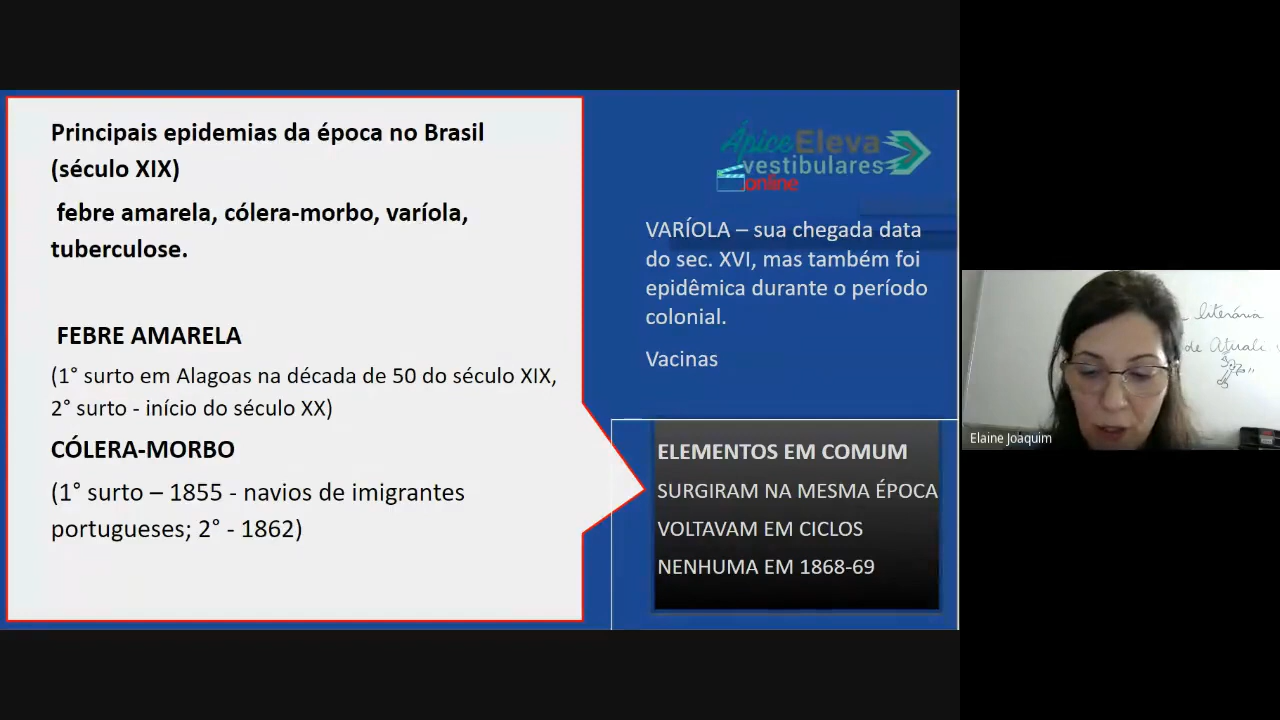 Principais epidemias da época no Brasil
(século XIX)
febre amarela, cólera-morbo, varíola,
tuberculose.
FEBRE AMARELA
(1° surto em Alagoas na década de 50 do século XIX,
2° surto - início do século XX)
CÓLERA-MORBO
(1° surto – 1855 - navios de imigrantes
portugueses; 2° - 1862)
ÁpiceEleva
vestibulares
online
VARÍOLA – sua chegada data
do sec. XVI, mas também foi
epidêmica durante o período
colonial.
Vacinas
ELEMENTOS EM COMUM
SURGIRAM NA MESMA ÉPOCA
VOLTAVAM EM CICLOS
NENHUMA EM 1868-69
literária
de Atuali
Elaine Joaquim